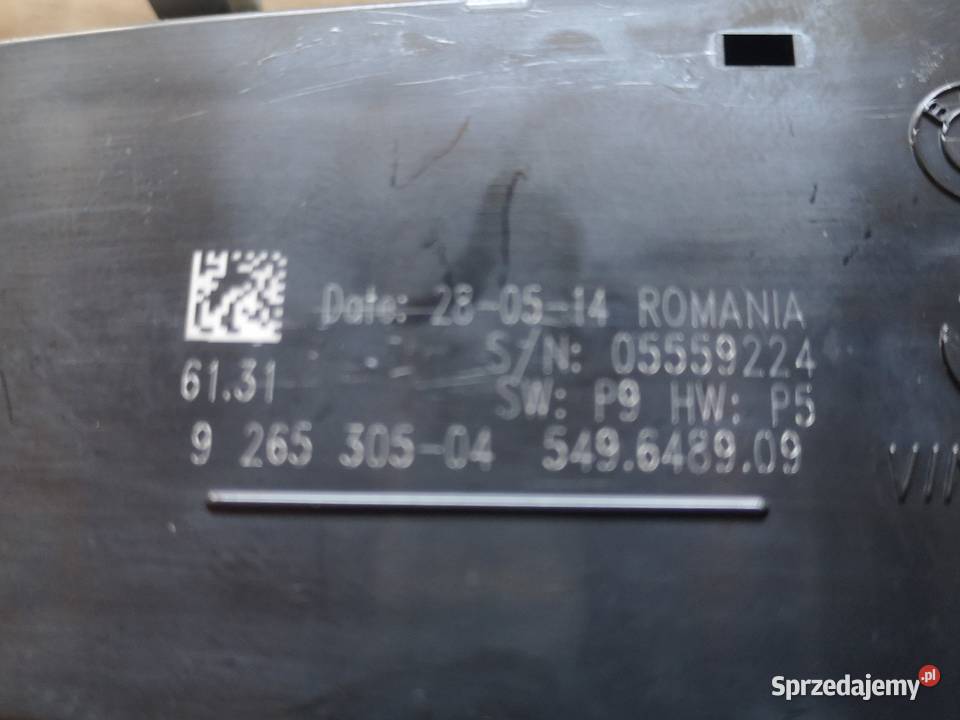 Date: 28-05-14 ROMANIA
S/N: 05559224
61.31
SW: P9 HW: P5
9 265 305-04 549.6489.09
Sprzedajemy.pl